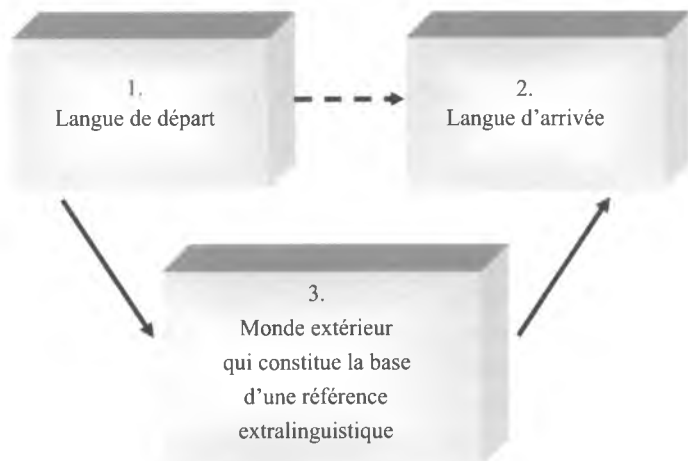 1.
Langue de départ
2.
Langue d'arrivée
3.
Monde extérieur
qui constitue la base
d'une référence
extralinguistique